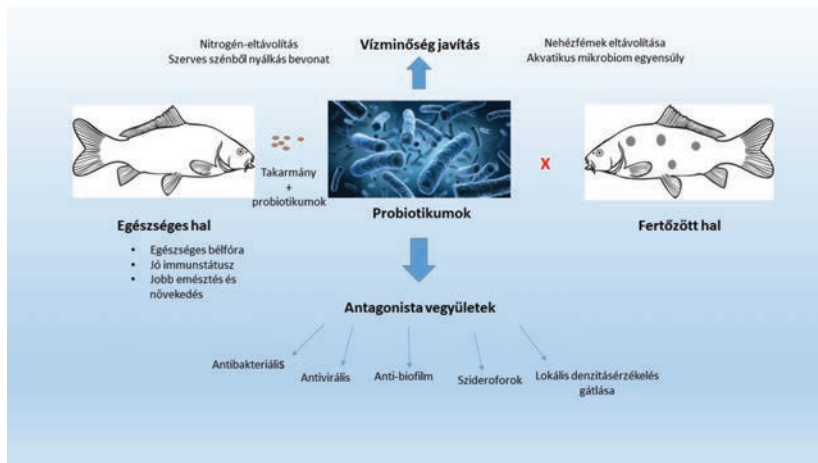 Nitrogén-eltávolítás
Szerves szénből nyálkás bevonat
Vízminőség javítás
Nehézfémek eltávolítása
Akvatikus mikrobiom egyensúly
Takarmány
+
probiotikumok
Probiotikumok
X
Egészséges hal
• Egészséges bélfóra
• Jó immunstátusz
• Jobb emésztés és
növekedés
Fertőzött hal
Antagonista vegyületek
Antibakteriális
Antivirális
Anti-biofilm
Szideroforok
Lokális denzitásérzékelés
gátlása